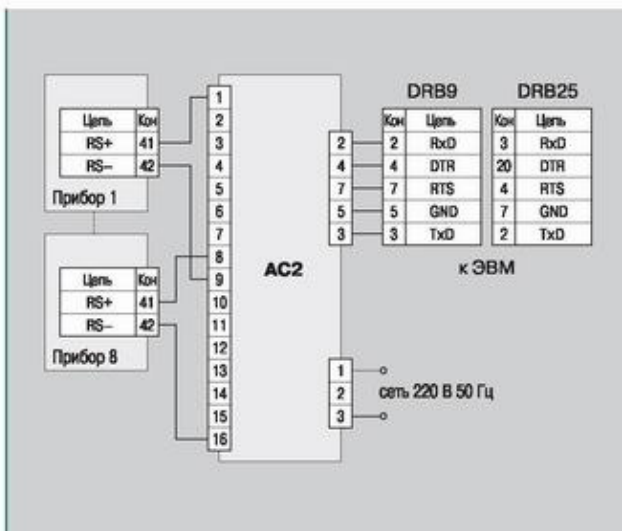 Цепь Кон
RS+ 41
RS– 42
Прибор 1
Цепь Кон
RS+ 41
RS– 42
Прибор 8
1
2
3
4
5
6
7
8
9
10
11
12
13
14
15
16
АС2
2
4
7
5
3
1
2
3
DRB9
Кон Цепь
2 RxD
4 DTR
7 RTS
5 GND
3 TxD
DRB25
Кон Цепь
3 RxD
20 DTR
4 RTS
7 GND
2 TxD
к ЭВМ
сеть 220 В 50 Гц